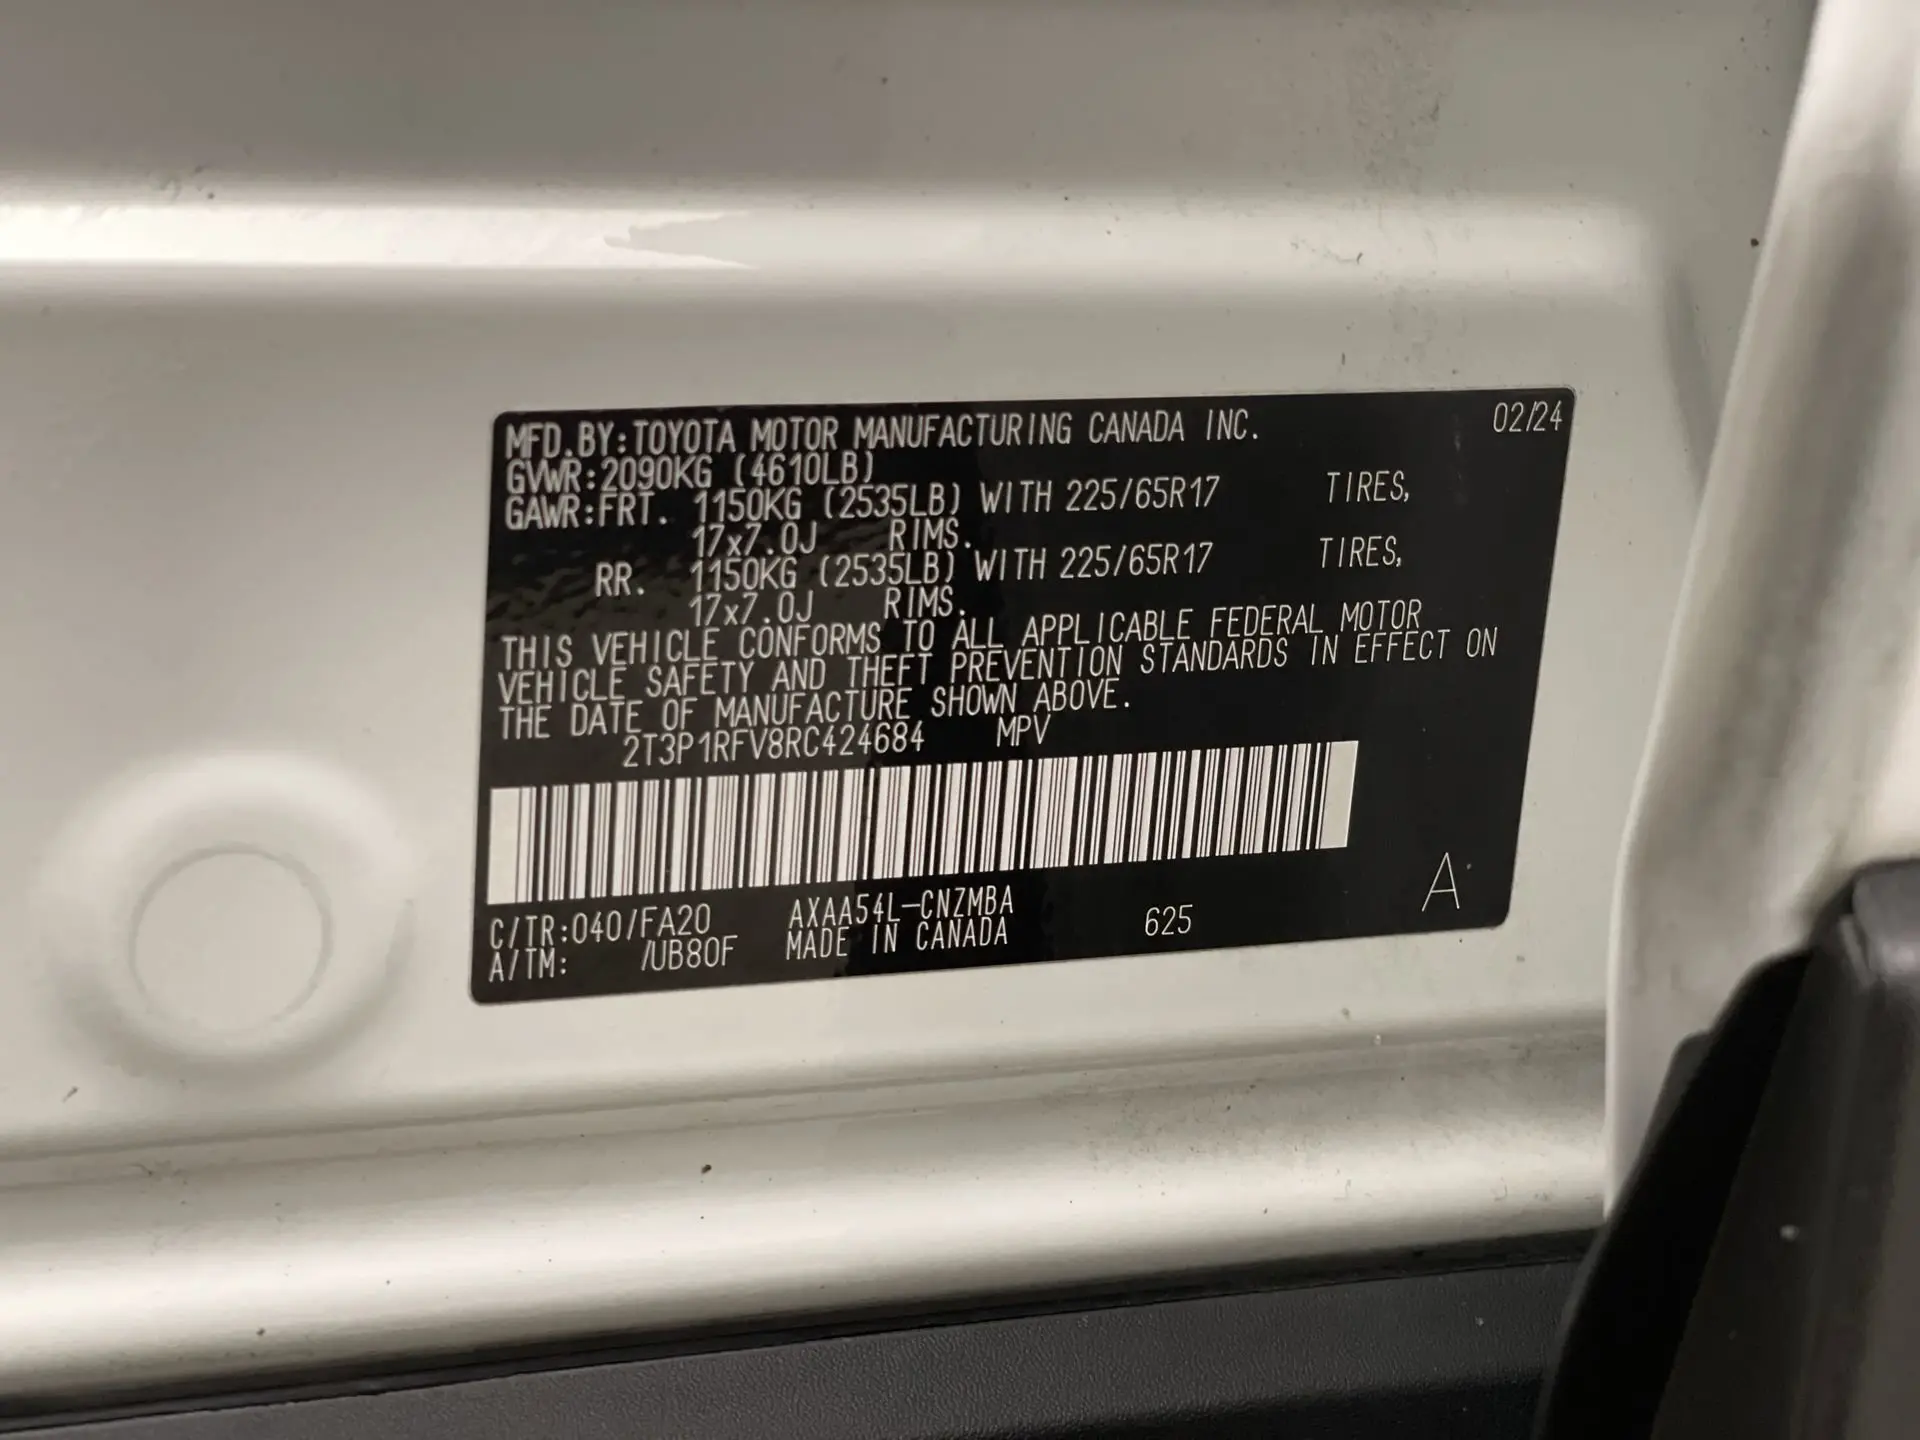 MFD.BY:TOYOTA MOTOR MANUFACTURING CANADA INC. 02/24
GVWR:2090KG (4610LB)
GAWR:FRT. 1150KG (2535LB) WITH 225/65R17 TIRES,
17x7.0J RIMS.
RR. 1150KG (2535LB) WITH 225/65R17 TIRES,
17x7.0J RIMS.
THIS VEHICLE CONFORMS TO ALL APPLICABLE FEDERAL MOTOR
VEHICLE SAFETY AND THEFT PREVENTION STANDARDS IN EFFECT ON
THE DATE OF MANUFACTURE SHOWN ABOVE.
2T3P1RFV8RC424684 MPV
C/TR:040/FA20 AXAA54L-CNZMBA 625 A
A/TM: /UB80F MADE IN CANADA